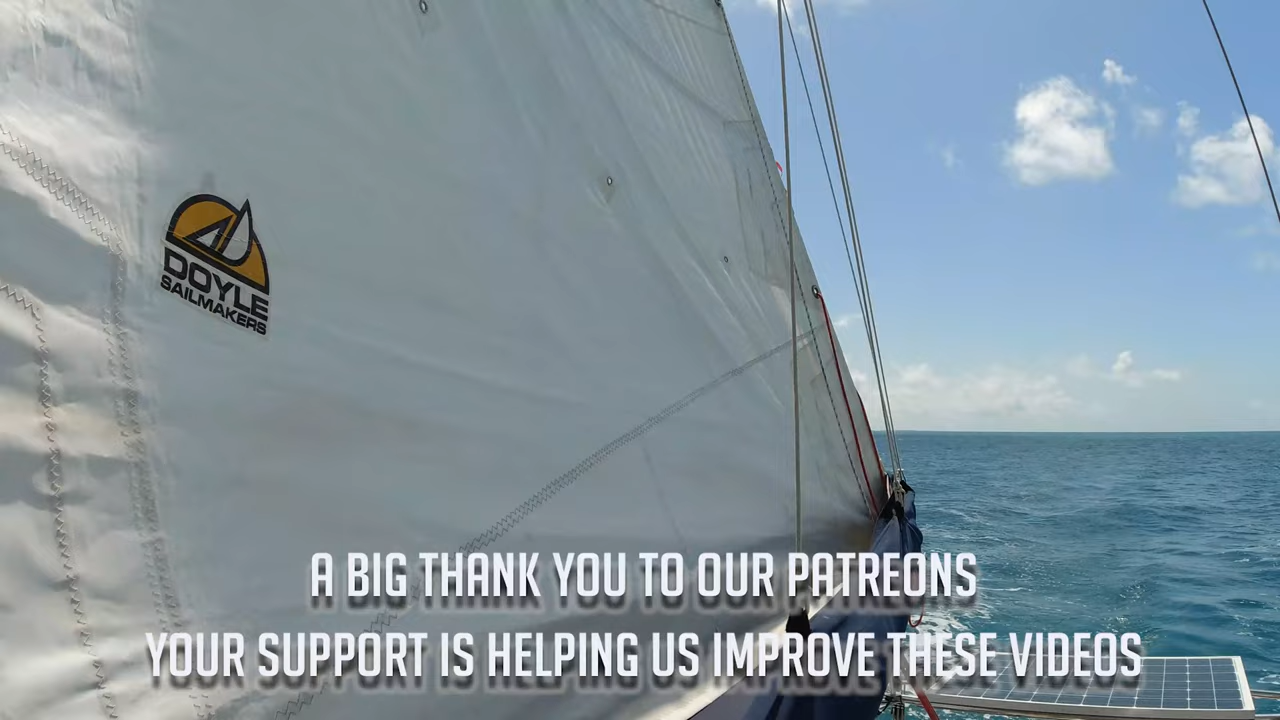 DOYLE
SAILMAKERS
A BIG THANK YOU TO OUR PATREONS
YOUR SUPPORT IS HELPING US IMPROVE THESE VIDEOS